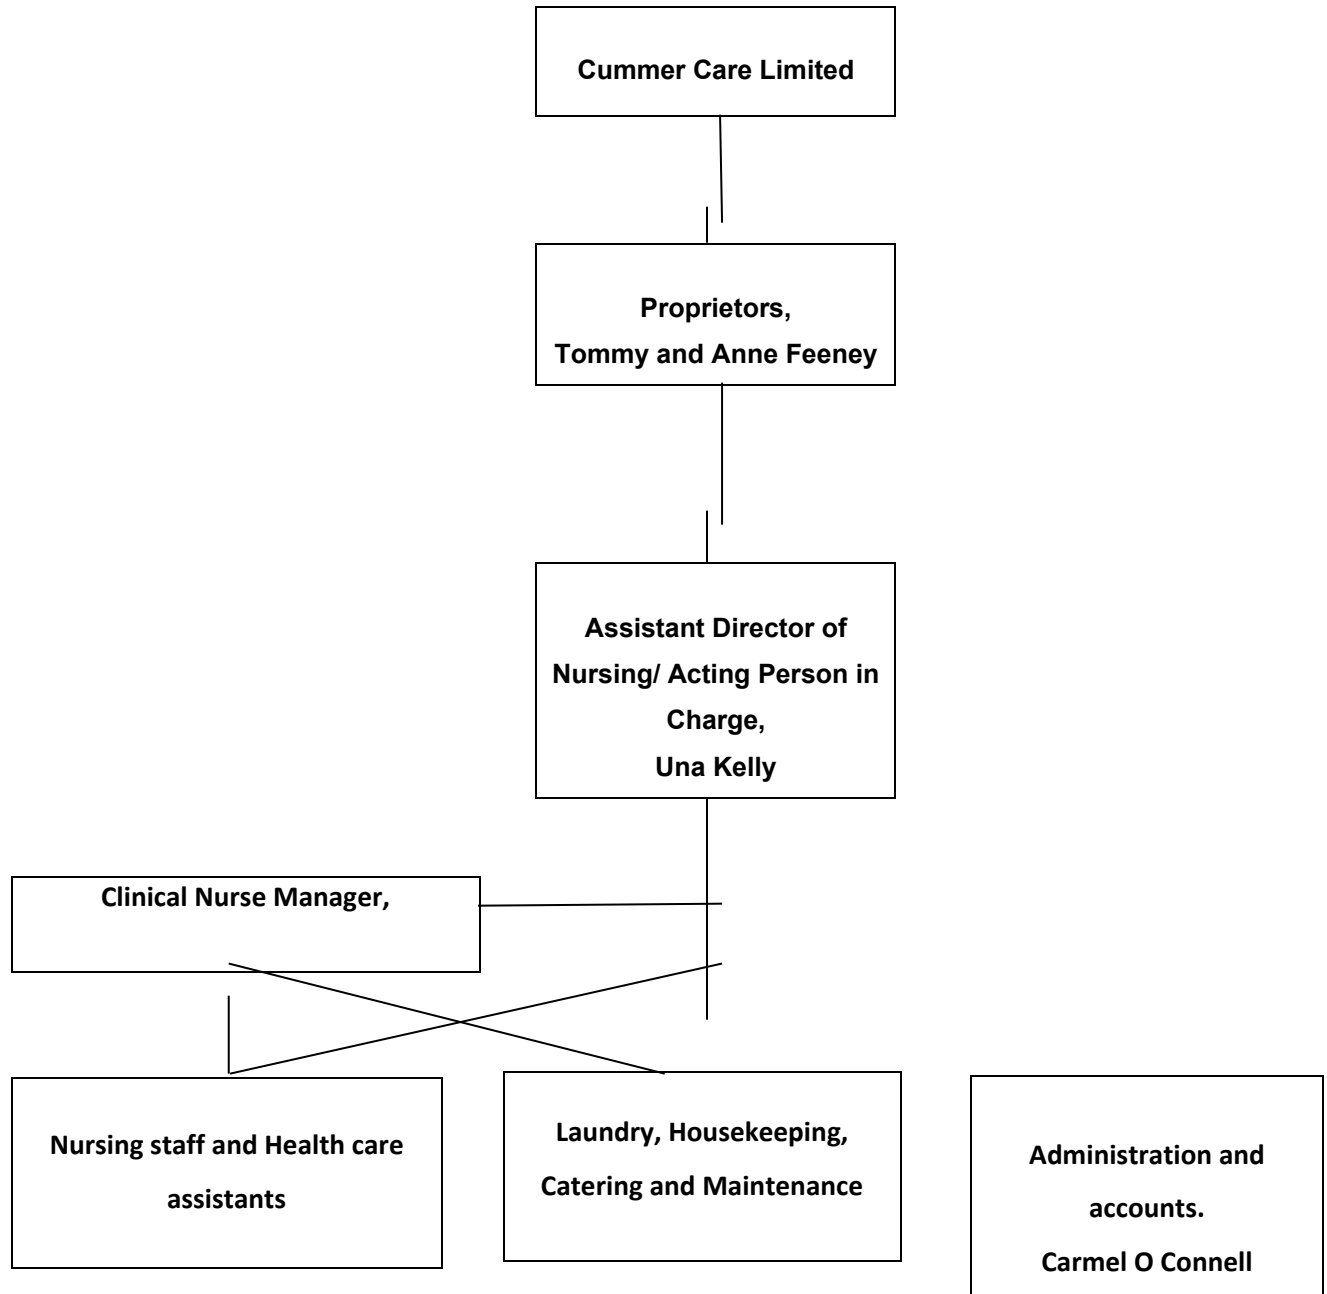 Cummer Care Limited
Proprietors,
Tommy and Anne Feeney
Assistant Director of
Nursing/ Acting Person in
Charge,
Una Kelly
Clinical Nurse Manager,
Nursing staff and Health care
assistants
Laundry, Housekeeping,
Catering and Maintenance
Administration and
accounts.
Carmel O Connell